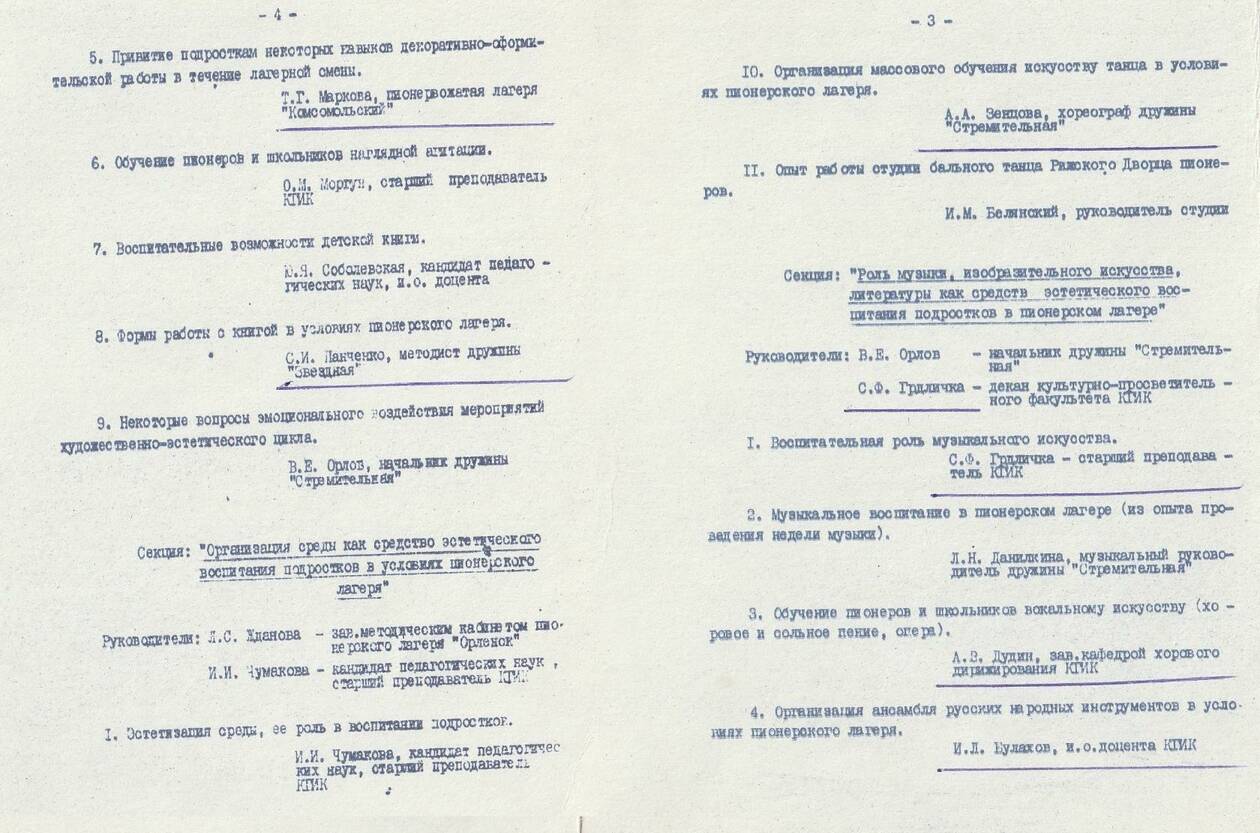 - 4 -
5. Привитие подросткам некоторых навыков декоративно-оформи-
тельской работы в течение лагерной смены.
Т.Г. Маркова, пионервожатая лагеря
"Комсомольский"
6. Обучение пионеров и школьников наглядной агитации.
О.М. Моргун, старший преподаватель
КГИК
7. Воспитательные возможности детской книги.
Ю.Я. Соболевская, кандидат педаго -
гических наук, и.о. доцента
8. Формы работы с книгой в условиях пионерского лагеря.
С.И. Панченко, методист дружины
"Звездная"
9. Некоторые вопросы эмоционального воздействия мероприятий
художественно-эстетического цикла.
В.Е. Орлов, начальник дружины
"Стремительная"
Секция: "Организация среды как средство эстетического
воспитания подростков в условиях пионерского
лагеря"
Руководители: Л.С. Жданова - зав.методическим кабинетом пио-
нерского лагеря "Орленок"
И.И. Чумакова - кандидат педагогических наук ,
старший преподаватель КГИК
I. Эстетизация среды, ее роль в воспитании подростков.
И.И. Чумакова, кандидат педагогичес
ких наук, старший преподаватель
КГИК
- 3 -
IO. Организация массового обучения искусству танца в услови-
ях пионерского лагеря.
А.А. Зенцова, хореограф дружины
"Стремительная"
II. Опыт работы студии бального танца Рижского Дворца пионе-
ров.
И.М. Белянский, руководитель студии
Секция: "Роль музыки, изобразительного искусства,
литературы как средств эстетического вос-
питания подростков в пионерском лагере"
Руководители: В.Е. Орлов - начальник дружины "Стремитель-
ная"
С.Ф. Грдличка - декан культурно-просветитель -
ного факультета КГИК
I. Воспитательная роль музыкального искусства.
С.Ф. Грдличка - старший преподава -
тель КГИК
2. Музыкальное воспитание в пионерском лагере (из опыта про-
ведения недели музыки).
Л.Н. Данилкина, музыкальный руково-
дитель дружины "Стремительная"
3. Обучение пионеров и школьников вокальному искусству (хо -
ровое и сольное пение, опера).
А.В. Дудин, зав.кафедрой хорового
дирижирования КГИК
4. Организация ансамбля русских народных инструментов в усло-
виях пионерского лагеря.
И.Л. Булахов, и.о.доцента КГИК